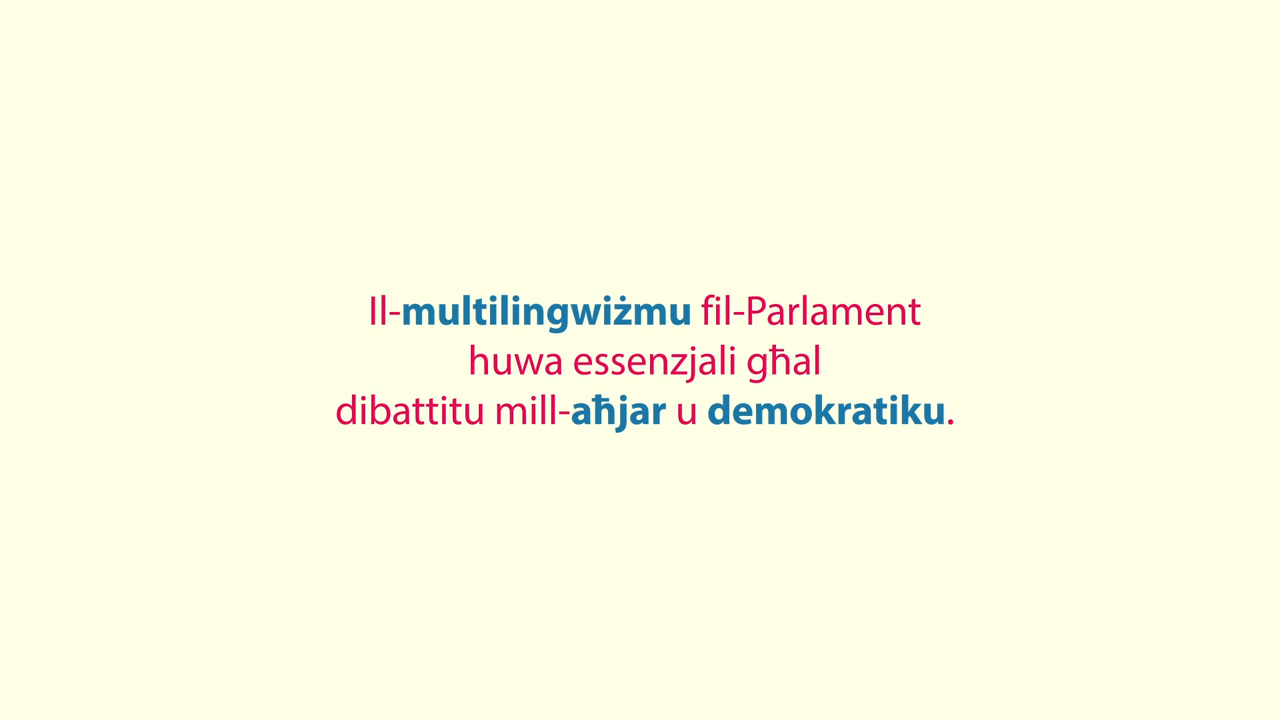 Il-multilingwiżmu fil-Parlament
huwa essenzjali għal
dibattitu mill-aħjar u demokratiku.